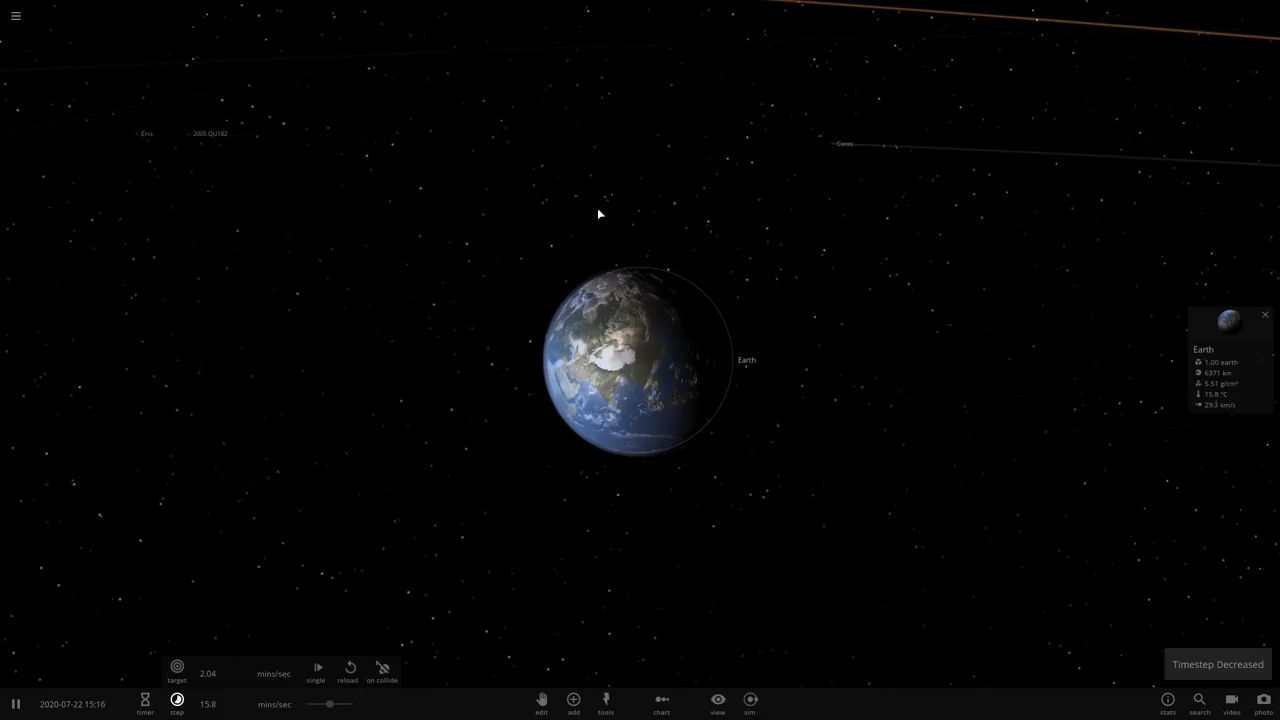 Eris
2005 QU182
Ceres
Earth
Earth
1.00 earth
6371 km
5.51 g/cm³
15.8 °C
29.3 km/s
Timestep Decreased
target
2.04
mins/sec
single
reload
on collide
2020-07-22 15:16
timer
step
15.8
mins/sec
edit
add
tools
chart
view
sim
stats
search
video
photo